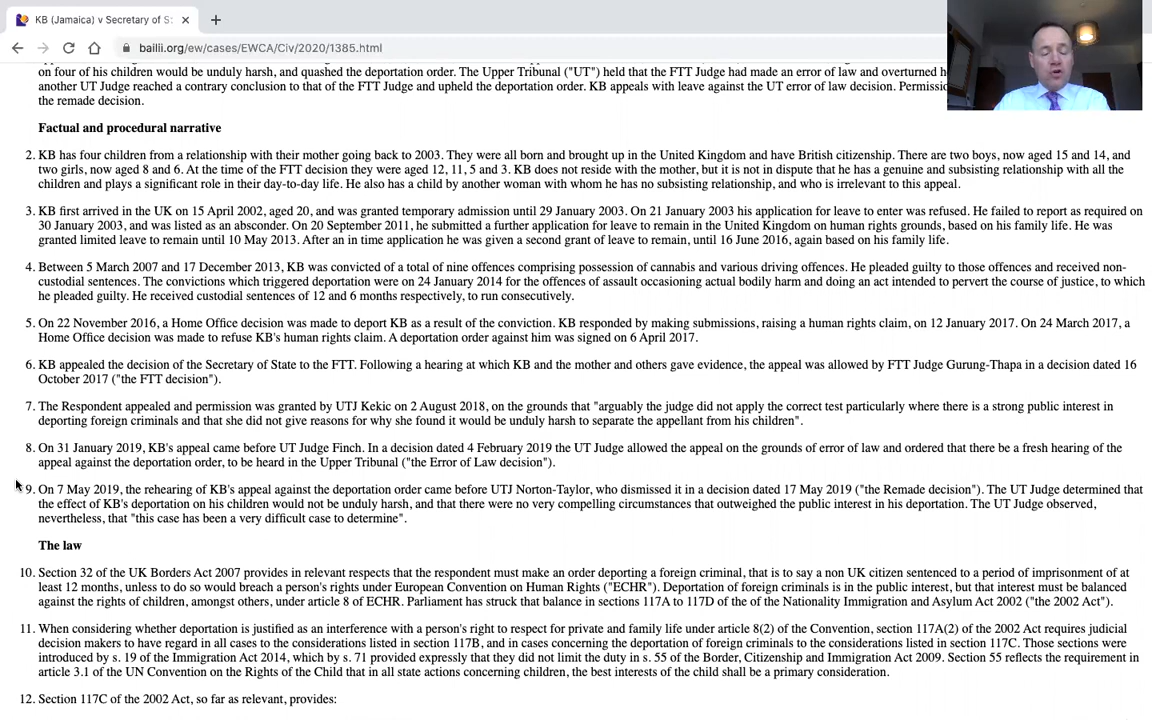 KB (Jamaica) v Secretary of S
bailii.org/ew/cases/EWCA/Civ/2020/1385.html
on four of his children would be unduly harsh, and quashed the deportation order. The Upper Tribunal ("UT") held that the FTT Judge had made an error of law and overturned
another UT Judge reached a contrary conclusion to that of the FTT Judge and upheld the deportation order. KB appeals with leave against the UT error of law decision.
the remade decision.
Factual and procedural narrative
2. KB has four children from a relationship with their mother going back to 2003. They were all born and brought up in the United Kingdom and have British citizenship. There are two boys, now aged 15 and 14, and
two girls, now aged 8 and 6. At the time of the FTT decision they were aged 12, 11, 5 and 3. KB does not reside with the mother, but it is not in dispute that he has a genuine and subsisting relationship with all the
children and plays a significant role in their day-to-day life. He also has a child by another woman with whom he has no subsisting relationship, and who is irrelevant to this appeal.
3. KB first arrived in the UK on 15 April 2002, aged 20, and was granted temporary admission until 29 January 2003. On 21 January 2003 his application for leave to enter was refused. He failed to report as required on
30 January 2003, and was listed as an absconder. On 20 September 2011, he submitted a further application for leave to remain in the United Kingdom on human rights grounds, based on his family life. He was
granted limited leave to remain until 10 May 2013. After an in time application he was given a second grant of leave to remain, until 16 June 2016, again based on his family life.
4. Between 5 March 2007 and 17 December 2013, KB was convicted of a total of nine offences comprising possession of cannabis and various driving offences. He pleaded guilty to those offences and received non-
custodial sentences. The convictions which triggered deportation were on 24 January 2014 for the offences of assault occasioning actual bodily harm and doing an act intended to pervert the course of justice, to which
he pleaded guilty. He received custodial sentences of 12 and 6 months respectively, to run consecutively.
5. On 22 November 2016, a Home Office decision was made to deport KB as a result of the conviction. KB responded by making submissions, raising a human rights claim, on 12 January 2017. On 24 March 2017, a
Home Office decision was made to refuse KB's human rights claim. A deportation order against him was signed on 6 April 2017.
6. KB appealed the decision of the Secretary of State to the FTT. Following a hearing at which KB and the mother and others gave evidence, the appeal was allowed by FTT Judge Gurung-Thapa in a decision dated 16
October 2017 ("the FTT decision").
7. The Respondent appealed and permission was granted by UTJ Kekic on 2 August 2018, on the grounds that "arguably the judge did not apply the correct test particularly where there is a strong public interest in
deporting foreign criminals and that she did not give reasons for why she found it would be unduly harsh to separate the appellant from his children".
8. On 31 January 2019, KB's appeal came before UT Judge Finch. In a decision dated 4 February 2019 the UT Judge allowed the appeal on the grounds of error of law and ordered that there be a fresh hearing of the
appeal against the deportation order, to be heard in the Upper Tribunal ("the Error of Law decision").
9. On 7 May 2019, the rehearing of KB's appeal against the deportation order came before UTJ Norton-Taylor, who dismissed it in a decision dated 17 May 2019 ("the Remade decision"). The UT Judge determined that
the effect of KB's deportation on his children would not be unduly harsh, and that there were no very compelling circumstances that outweighed the public interest in his deportation. The UT Judge observed,
nevertheless, that "this case has been a very difficult case to determine".
The law
10. Section 32 of the UK Borders Act 2007 provides in relevant respects that the respondent must make an order deporting a foreign criminal, that is to say a non UK citizen sentenced to a period of imprisonment of at
least 12 months, unless to do so would breach a person's rights under European Convention on Human Rights ("ECHR"). Deportation of foreign criminals is in the public interest, but that interest must be balanced
against the rights of children, amongst others, under article 8 of ECHR. Parliament has struck that balance in sections 117A to 117D of the of the Nationality Immigration and Asylum Act 2002 ("the 2002 Act").
11. When considering whether deportation is justified as an interference with a person's right to respect for private and family life under article 8(2) of the Convention, section 117A(2) of the 2002 Act requires judicial
decision makers to have regard in all cases to the considerations listed in section 117B, and in cases concerning the deportation of foreign criminals to the considerations listed in section 117C. Those sections were
introduced by s. 19 of the Immigration Act 2014, which by s. 71 provided expressly that they did not limit the duty in s. 55 of the Border, Citizenship and Immigration Act 2009. Section 55 reflects the requirement in
article 3.1 of the UN Convention on the Rights of the Child that in all state actions concerning children, the best interests of the child shall be a primary consideration.
12. Section 117C of the 2002 Act, so far as relevant, provides: